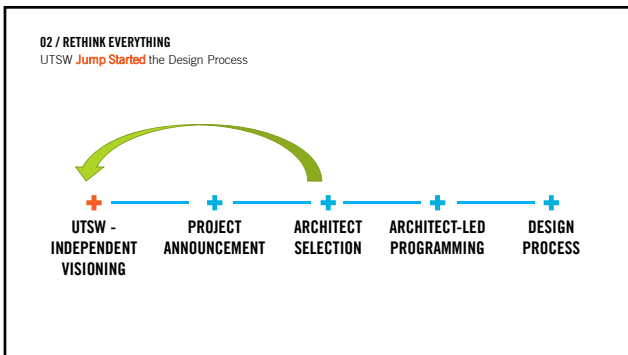 02 / RETHINK EVERYTHING
UTSW Jump Started the Design Process
UTSW -
INDEPENDENT
VISIONING
PROJECT
ANNOUNCEMENT
ARCHITECT
SELECTION
ARCHITECT-LED
PROGRAMMING
DESIGN
PROCESS